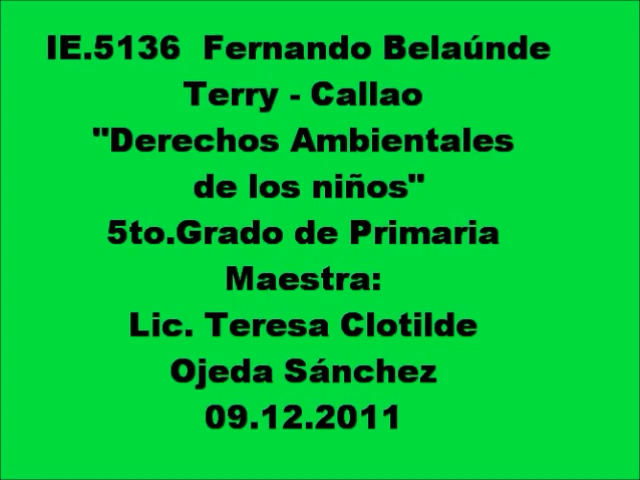 IE.5136  Fernando Belaúnde
Terry - Callao
"Derechos Ambientales
de los niños"
5to.Grado de Primaria
Maestra:
Lic. Teresa Clotilde
Ojeda Sánchez
09.12.2011